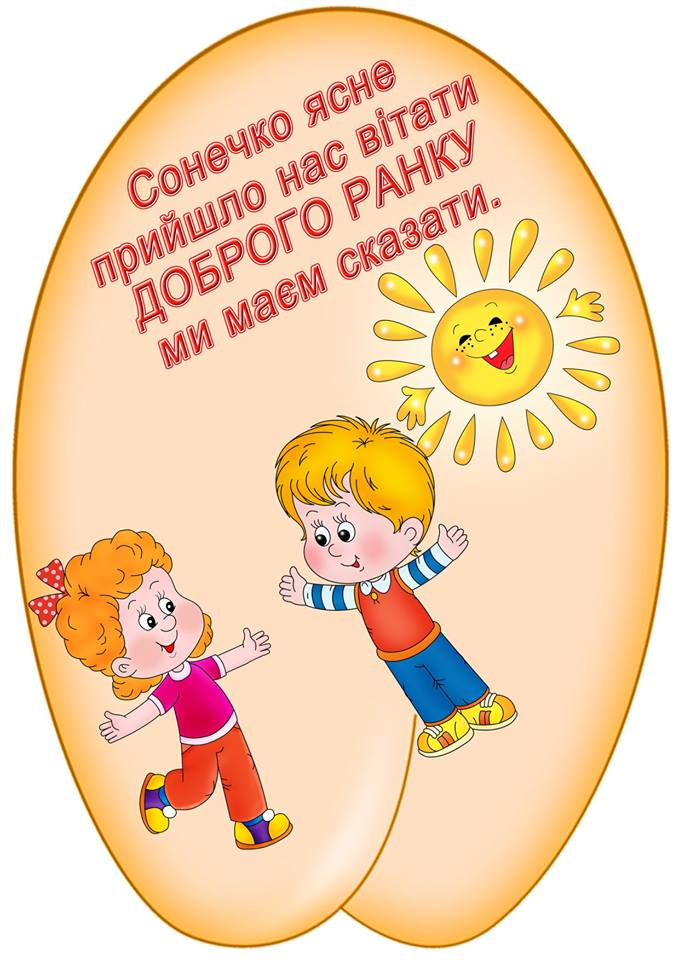 Сонечко ясне
прийшло нас вітати
ДОБРОГО РАНКУ
ми маєм сказати.